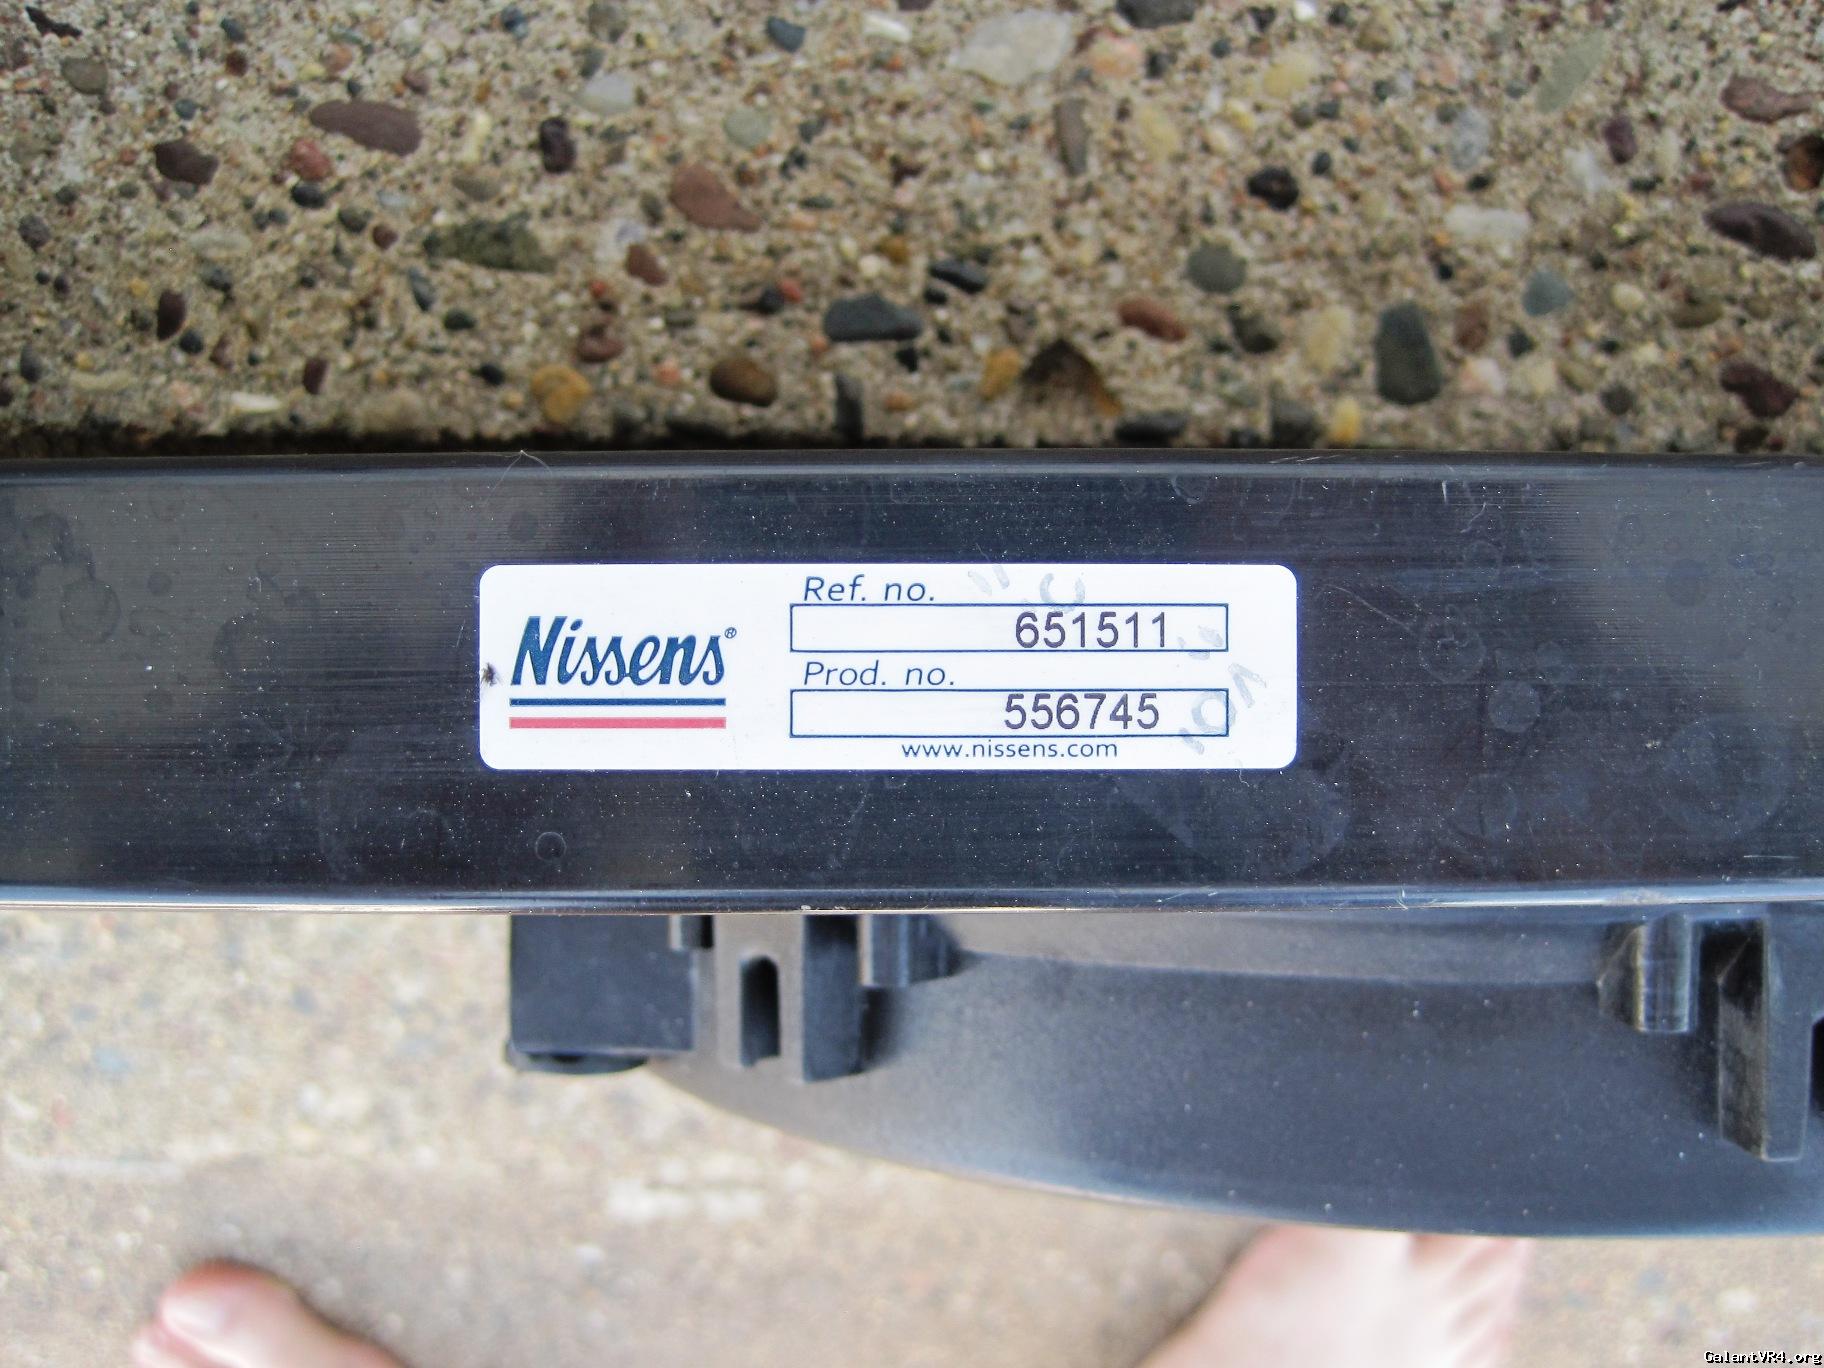 Nissens®
Ref. no.
651511
Prod. no.
556745
www.nissens.com
GalantVR4.org